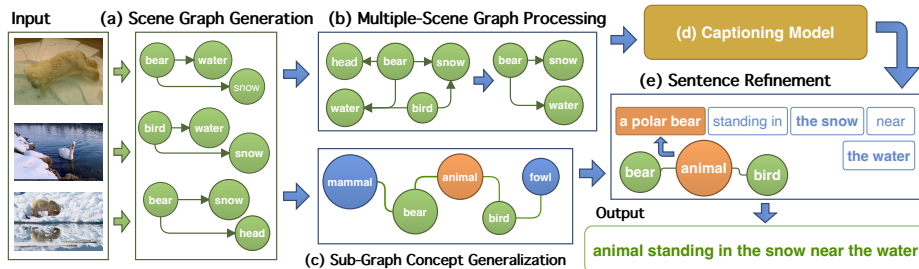 Input
(a) Scene Graph Generation
(b) Multiple-Scene Graph Processing
(d) Captioning Model
bear
water
snow
bird
water
snow
bear
snow
head
head
bear
snow
water
bird
bear
snow
water
mammal
bear
animal
bird
fowl
(c) Sub-Graph Concept Generalization
(e) Sentence Refinement
a polar bear
standing in
the snow
near
the water
bear
animal
bird
Output
animal standing in the snow near the water